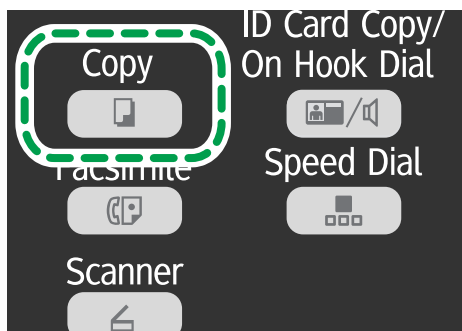 Copy
ID Card Copy/
On Hook Dial
Facsimile
Speed Dial
Scanner